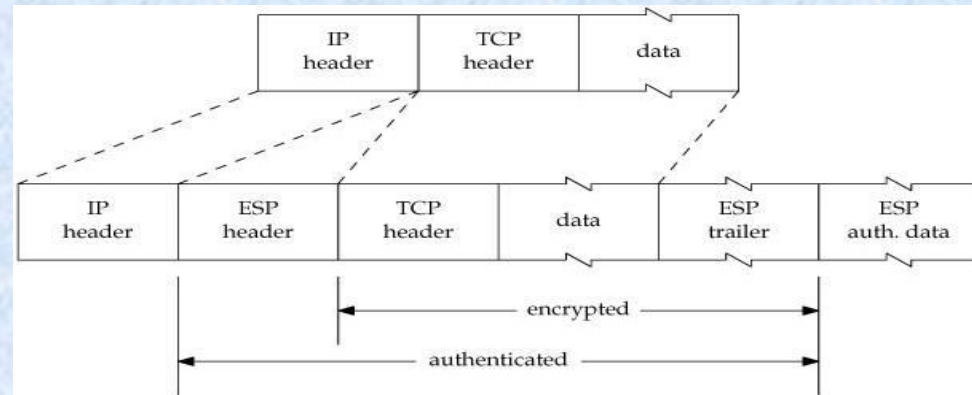 IP
header
TCP
header
data
IP
header
ESP
header
TCP
header
data
ESP
trailer
ESP
auth. data
encrypted
authenticated